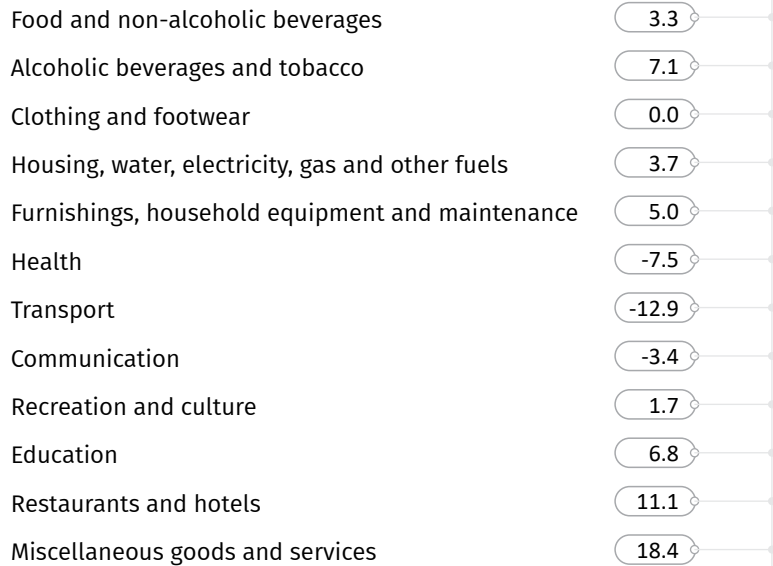 Food and non-alcoholic beverages 3.3
Alcoholic beverages and tobacco 7.1
Clothing and footwear 0.0
Housing, water, electricity, gas and other fuels 3.7
Furnishings, household equipment and maintenance 5.0
Health -7.5
Transport -12.9
Communication -3.4
Recreation and culture 1.7
Education 6.8
Restaurants and hotels 11.1
Miscellaneous goods and services 18.4